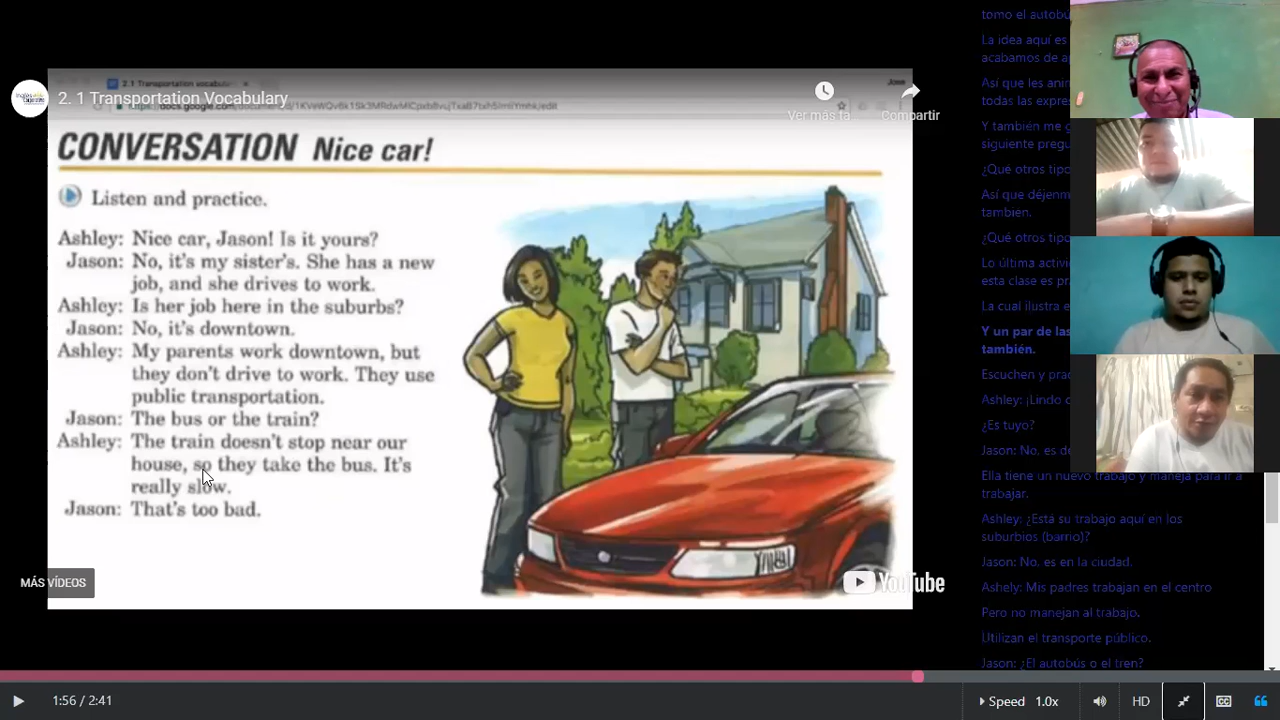 2. 1 Transportation Vocabulary
Ver más ta...
Compartir
CONVERSATION Nice car!
Listen and practice.
Ashley: Nice car, Jason! Is it yours?
Jason: No, it's my sister's. She has a new
job, and she drives to work.
Ashley: Is her job here in the suburbs?
Jason: No, it's downtown.
Ashley: My parents work downtown, but
they don't drive to work. They use
public transportation.
Jason: The bus or the train?
Ashley: The train doesn't stop near our
house, so they take the bus. It's
really slow.
Jason: That's too bad.
MÁS VÍDEOS
YouTube
tomo el autobú
La idea aquí es
acabamos de a
Así que les ani
todas las expre
Y también me g
siguiente preg
¿Qué otros tipo
Así que déjenm
tambien.
¿Qué otros tipo
Lo última activi
esta clase es pr
La cual ilustra e
Y un par de las
también.
Escuchen y pra
Ashley: ¡Lindo c
¿Es tuyo?
Jason: No, es de
Ella tiene un nuevo trabajo y maneja para ir a
trabajar.
Ashley: ¿Está su trabajo aquí en los
suburbios (barrio)?
Jason: No, es en la ciudad.
Ashely: Mis padres trabajan en el centro
Pero no manejan al trabajo.
Utilizan el transporte público.
Jason: ¿El autobús o el tren?
1:56 / 2:41
Speed 1.0x
HD
CC